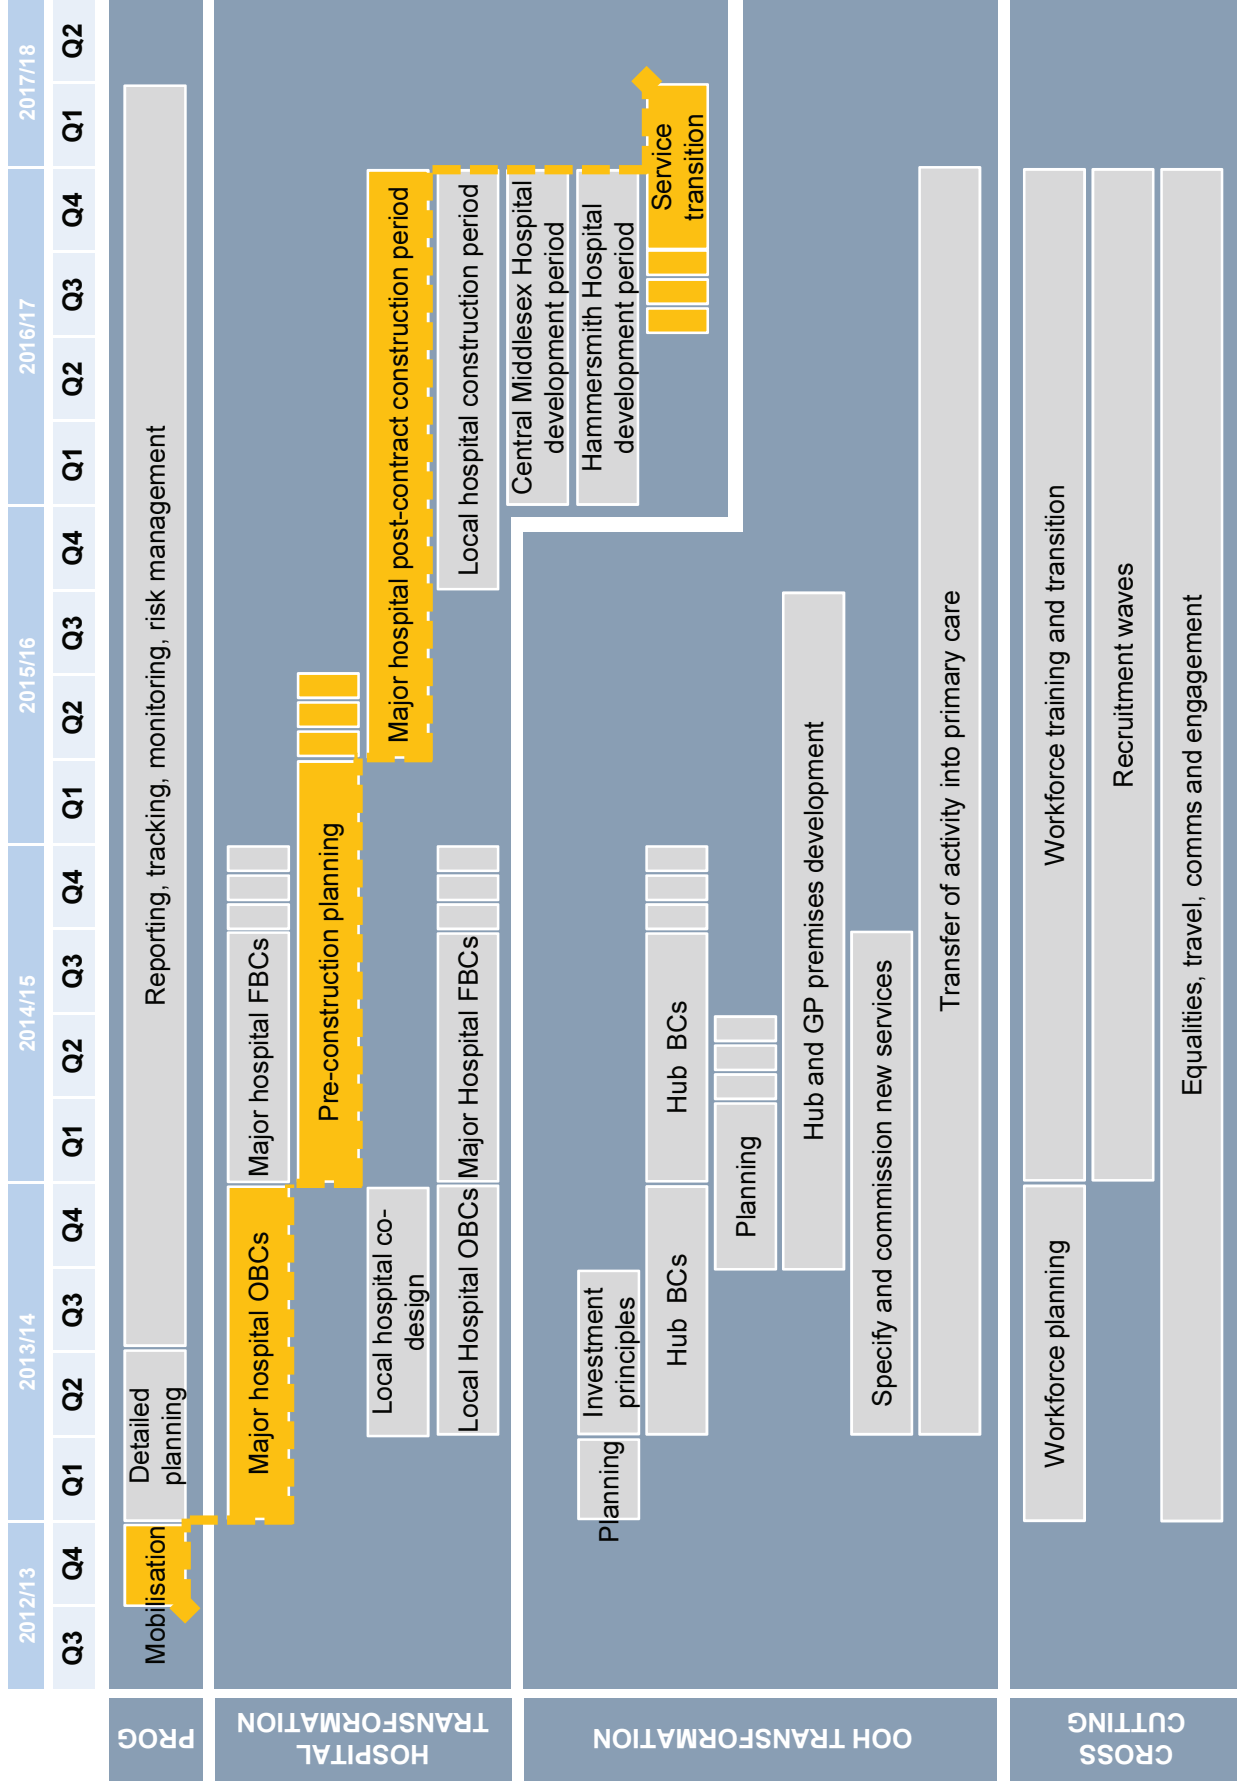 2012/13
2013/14
2014/15
2015/16
2016/17
2017/18
Q3
Q4
Q1
Q2
Q3
Q4
Q1
Q2
Q3
Q4
Q1
Q2
Q3
Q4
Q1
Q2
Q3
Q4
Q1
Q2
PROG
Mobilisation
Detailed
planning
Reporting, tracking, monitoring, risk management
HOSPITAL
TRANSFORMATION
Major hospital OBCs
Major hospital FBCs
Pre-construction planning
Local hospital co-
design
Major hospital post-contract construction period
Local Hospital OBCs
Major Hospital FBCs
Local hospital construction period
Central Middlesex Hospital
development period
Hammersmith Hospital
development period
Service
transition
OOH TRANSFORMATION
Planning
Investment
principles
Hub BCs
Hub BCs
Planning
Hub and GP premises development
Specify and commission new services
Transfer of activity into primary care
CROSS
CUTTING
Workforce planning
Workforce training and transition
Recruitment waves
Equalities, travel, comms and engagement